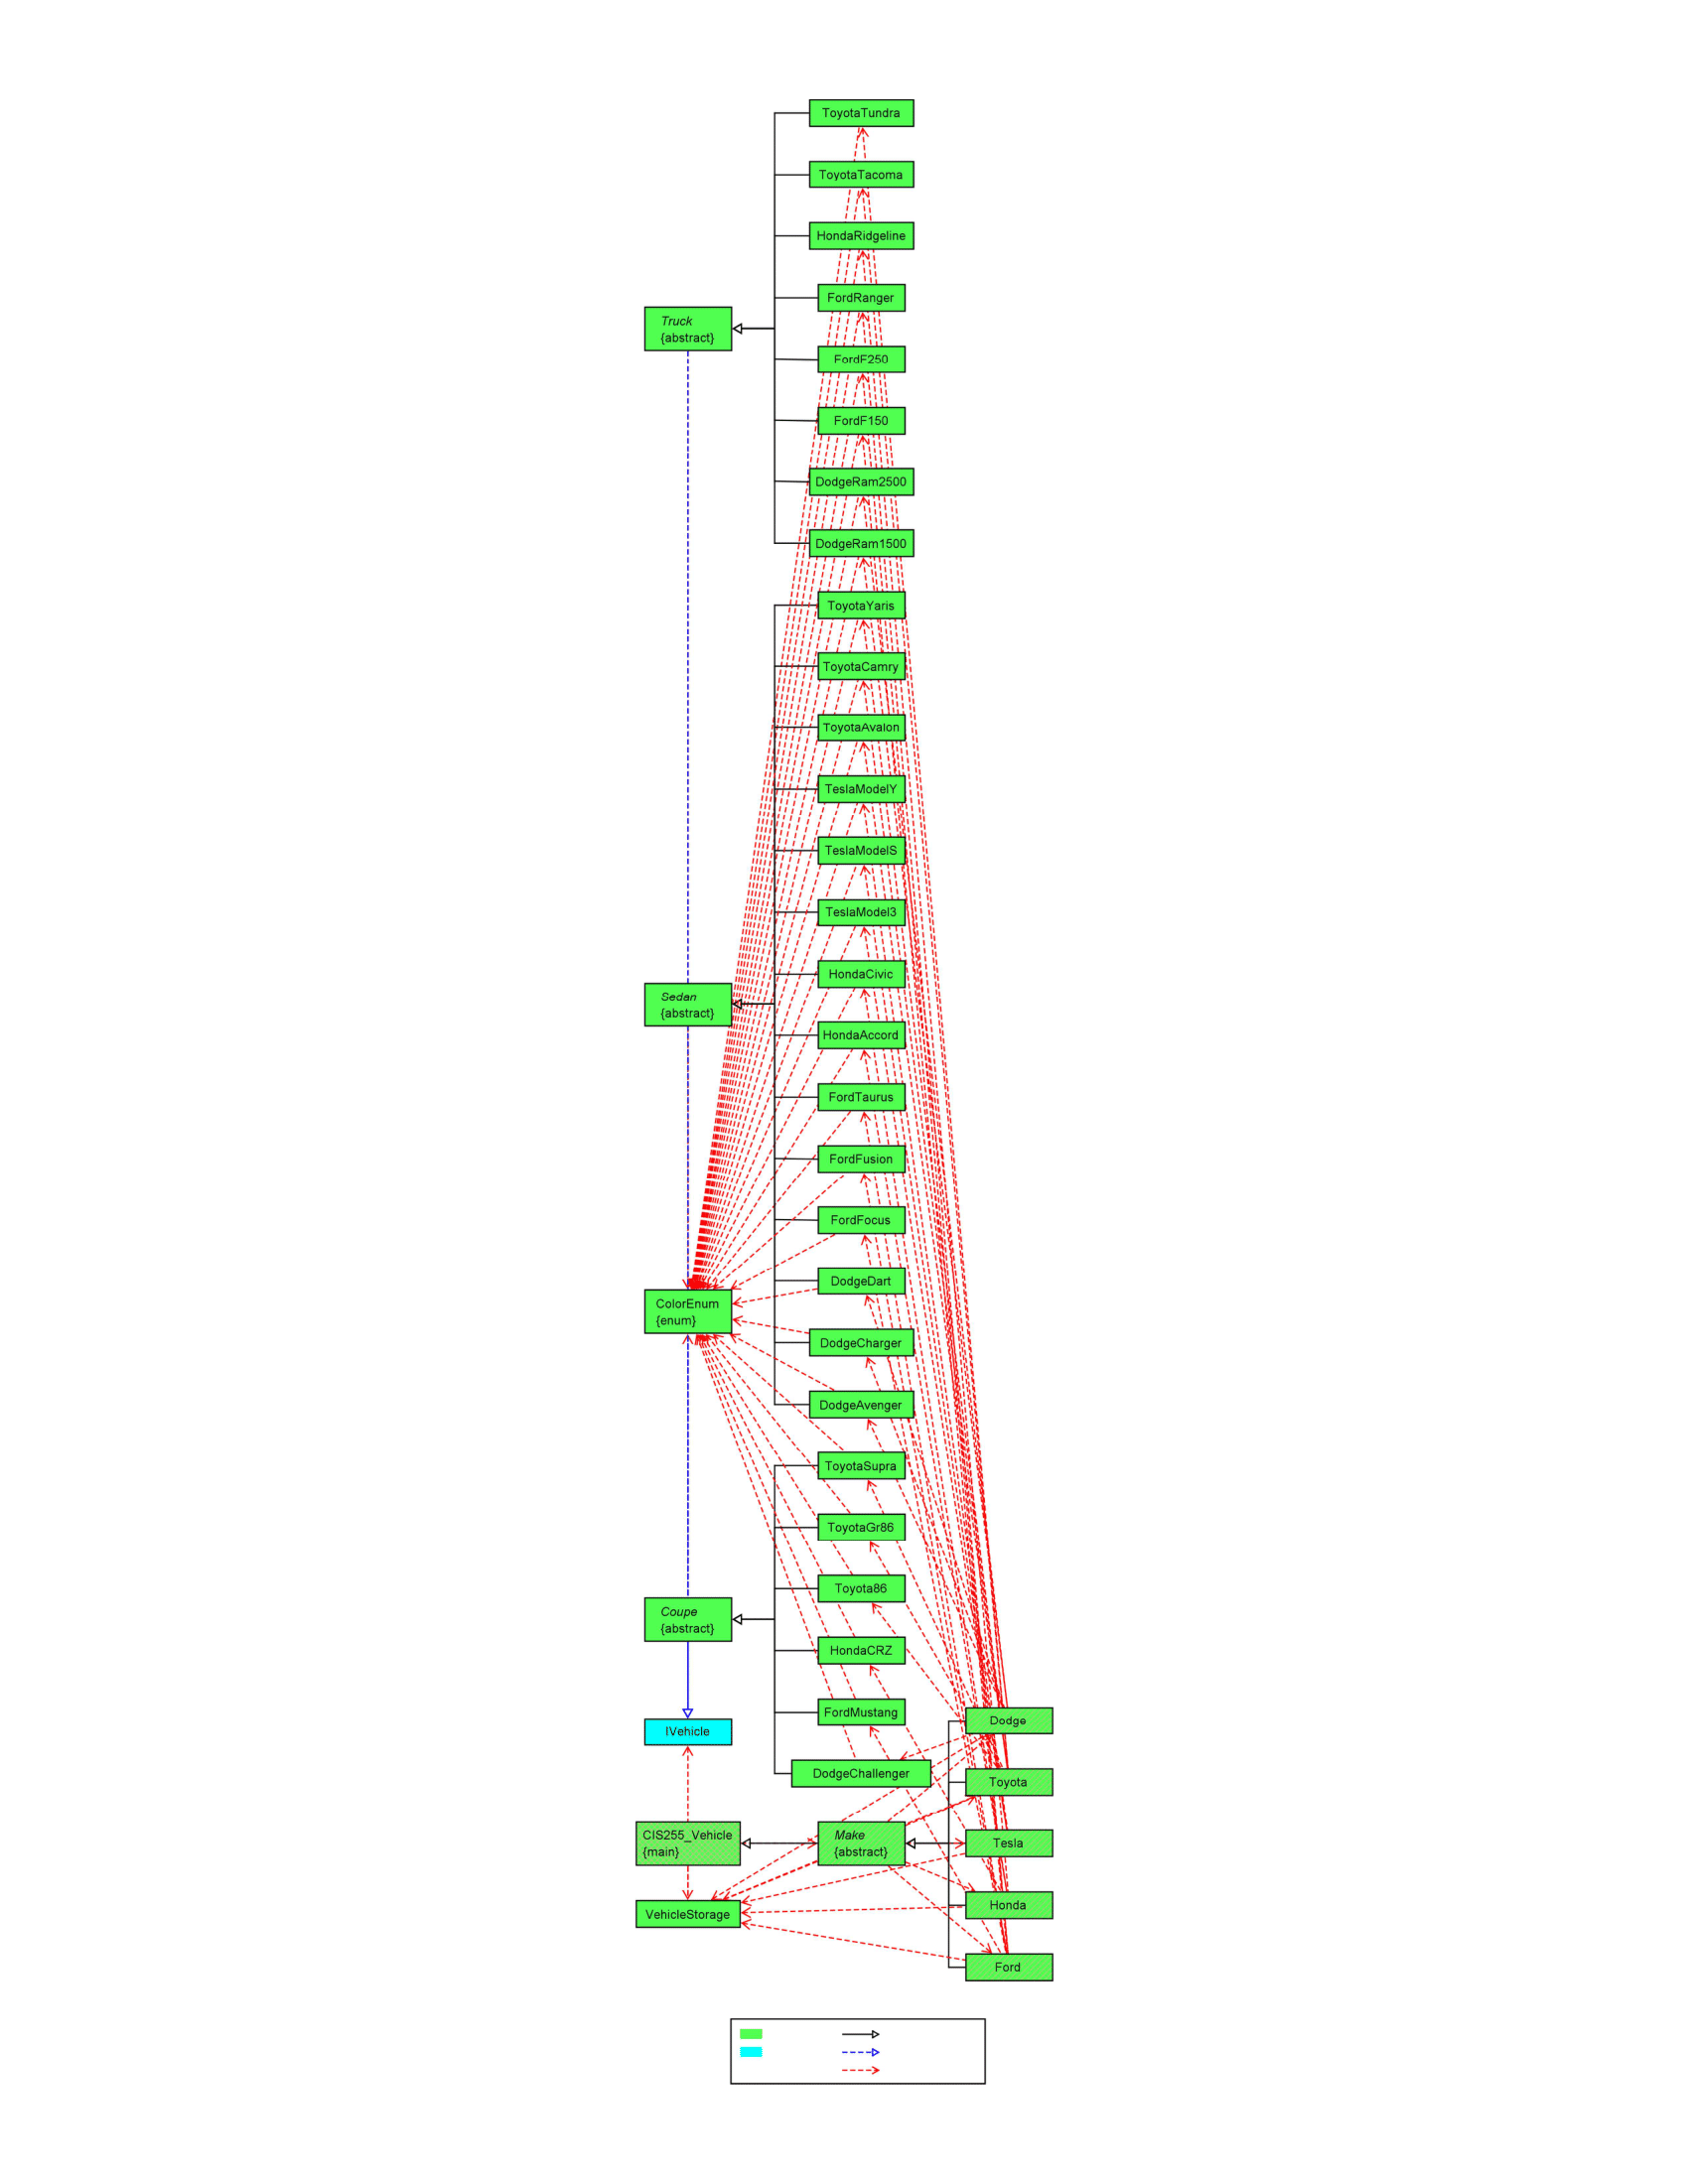 ToyotaTundra
ToyotaTacoma
HondaRidgeline
FordRanger
Truck
{abstract}
FordF250
FordF150
DodgeRam2500
DodgeRam1500
ToyotaYaris
ToyotaCamry
ToyotaAvalon
TeslaModelY
TeslaModelS
TeslaModel3
HondaCivic
Sedan
{abstract}
HondaAccord
FordTaurus
FordFusion
FordFocus
DodgeDart
ColorEnum
{enum}
DodgeCharger
DodgeAvenger
ToyotaSupra
ToyotaGr86
Toyota86
Coupe
{abstract}
HondaCRZ
FordMustang
Dodge
IVehicle
DodgeChallenger
Toyota
CIS255_Vehicle
{main}
Make
{abstract}
Tesla
Honda
VehicleStorage
Ford